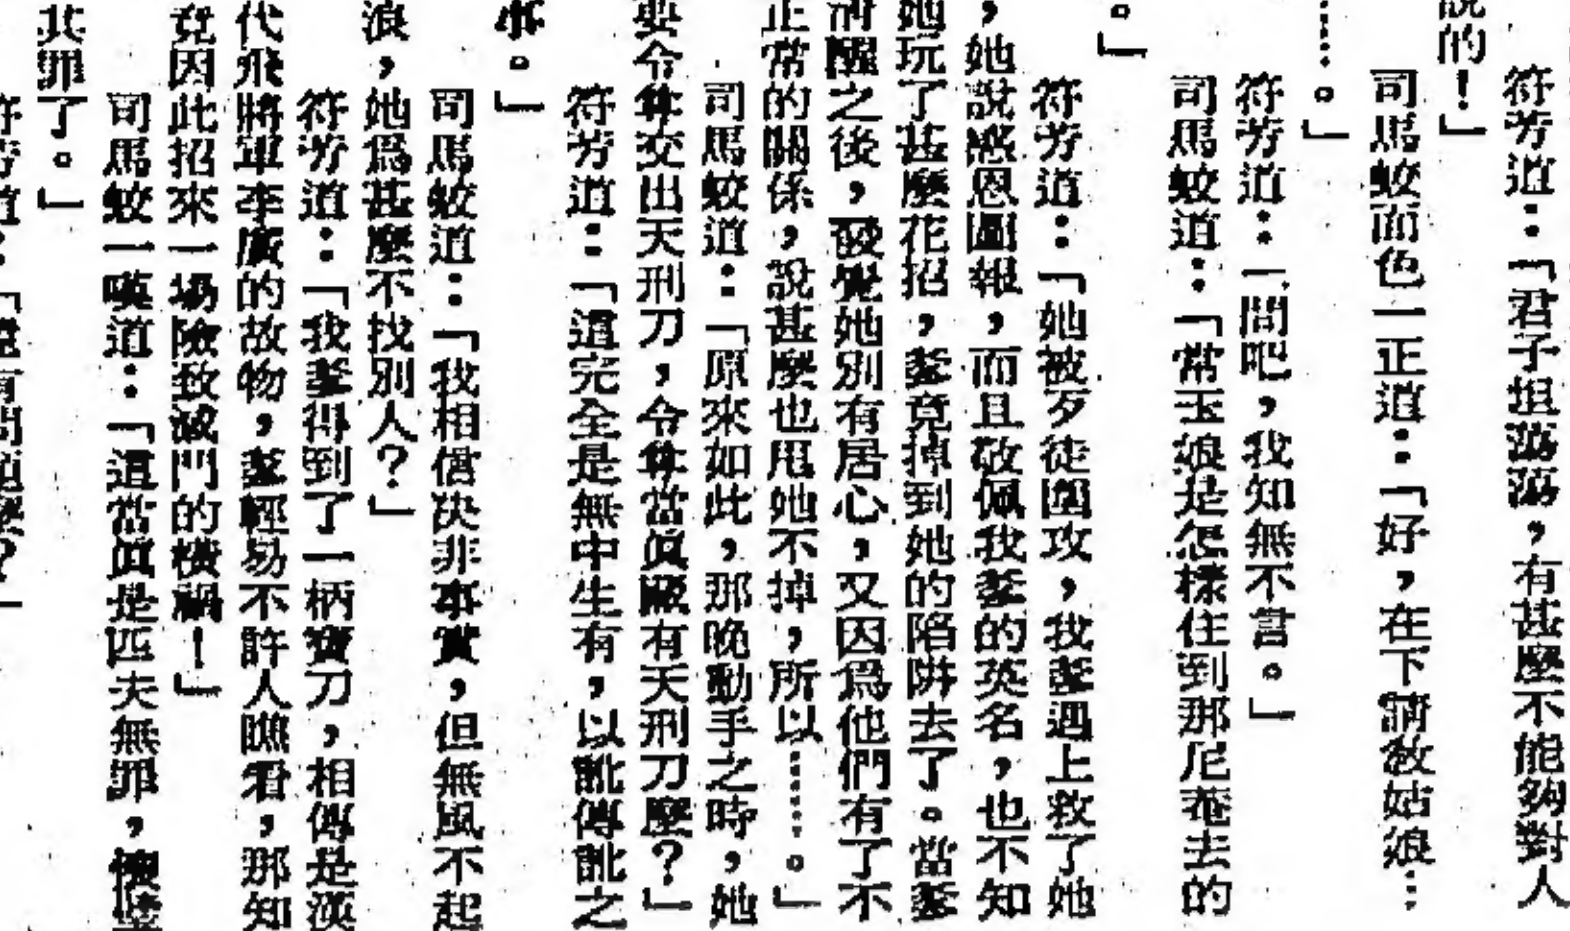 符芳道：「君子坦蕩蕩，有甚麼不能夠對人
說的！」
司馬蛟面色一正道：「好，在下請敎姑娘…
……。」
符芳道：「問吧，我知無不言。」
司馬蛟道：「常玉娘是怎樣住到那尼菴去的
。」
符芳道：「她被歹徒圍攻，我爹遇上救了她
，她說感恩圖報，而且敬佩我爹的英名，也不知
她玩了甚麼花招，爹竟掉到她的陷阱去了。當爹
清醒之後，發覺她別有居心，又因爲他們有了不
正常的關係，說甚麼也甩她不掉，所以……。」
司馬蛟道：「原來如此，那晚動手之時，她
要令尊交出天刑刀，令尊當眞藏有天刑刀麼？」
符芳道：「這完全是無中生有，以訛傳訛之
事。」
司馬蛟道：「我相信決非事實，但無風不起
浪，她爲甚麼不找別人？」
符芳道：「我爹得到了一柄寶刀，相傳是漢
代飛將軍李廣的故物，爹輕易不許人瞧看，那知
竟因此招來一場險致滅門的橫禍！」
司馬蛟一嘆道：「這當眞是匹夫無罪，懷璧
其罪了。」
符芳道：「還有問題麼？」